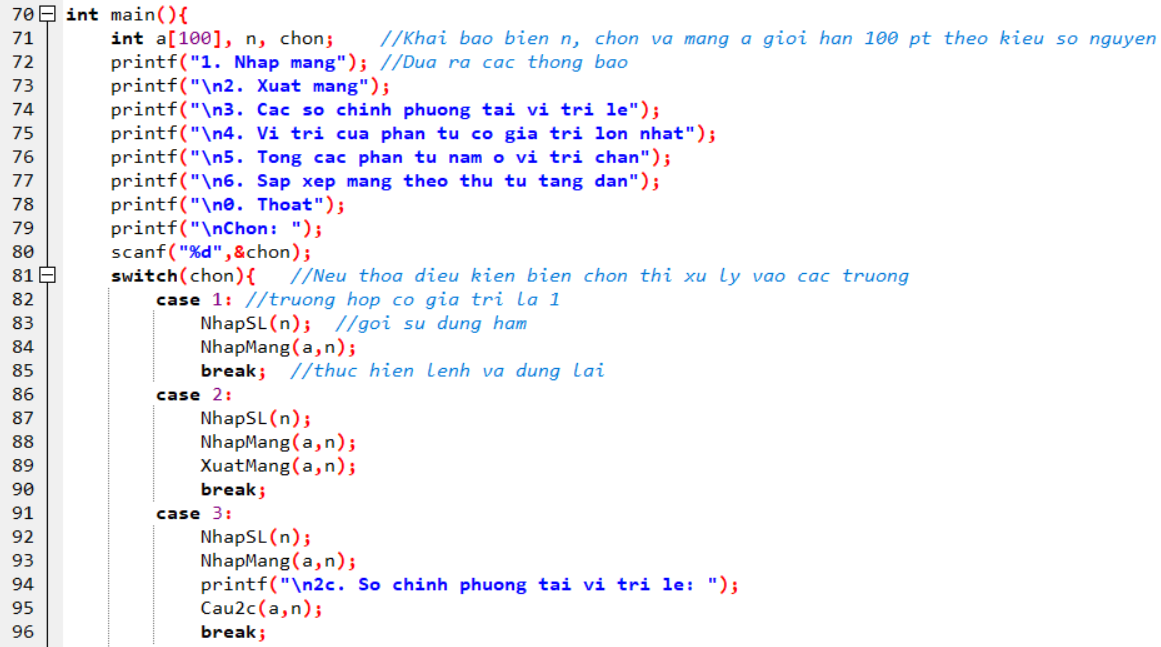 70 int main(){
71 int a[100], n, chon; //Khai bao bien n, chon va mang a gioi han 100 pt theo kieu so nguyen
72 printf("1. Nhap mang"); //Dua ra cac thong bao
73 printf("\n2. Xuat mang");
74 printf("\n3. Cac so chinh phuong tai vi tri le");
75 printf("\n4. Vi tri cua phan tu co gia tri lon nhat");
76 printf("\n5. Tong cac phan tu nam o vi tri chan");
77 printf("\n6. Sap xep mang theo thu tu tang dan");
78 printf("\n0. Thoat");
79 printf("\nChon: ");
80 scanf("%d",&chon);
81 switch(chon){ //Neu thoa dieu kien bien chon thi xu ly vao cac truong
82 case 1: //truong hop co gia tri la 1
83 NhapSL(n); //goi su dung ham
84 NhapMang(a,n);
85 break; //thuc hien lenh va dung lai
86 case 2:
87 NhapSL(n);
88 NhapMang(a,n);
89 XuatMang(a,n);
90 break;
91 case 3:
92 NhapSL(n);
93 NhapMang(a,n);
94 printf("\n2c. So chinh phuong tai vi tri le: ");
95 Cau2c(a,n);
96 break;